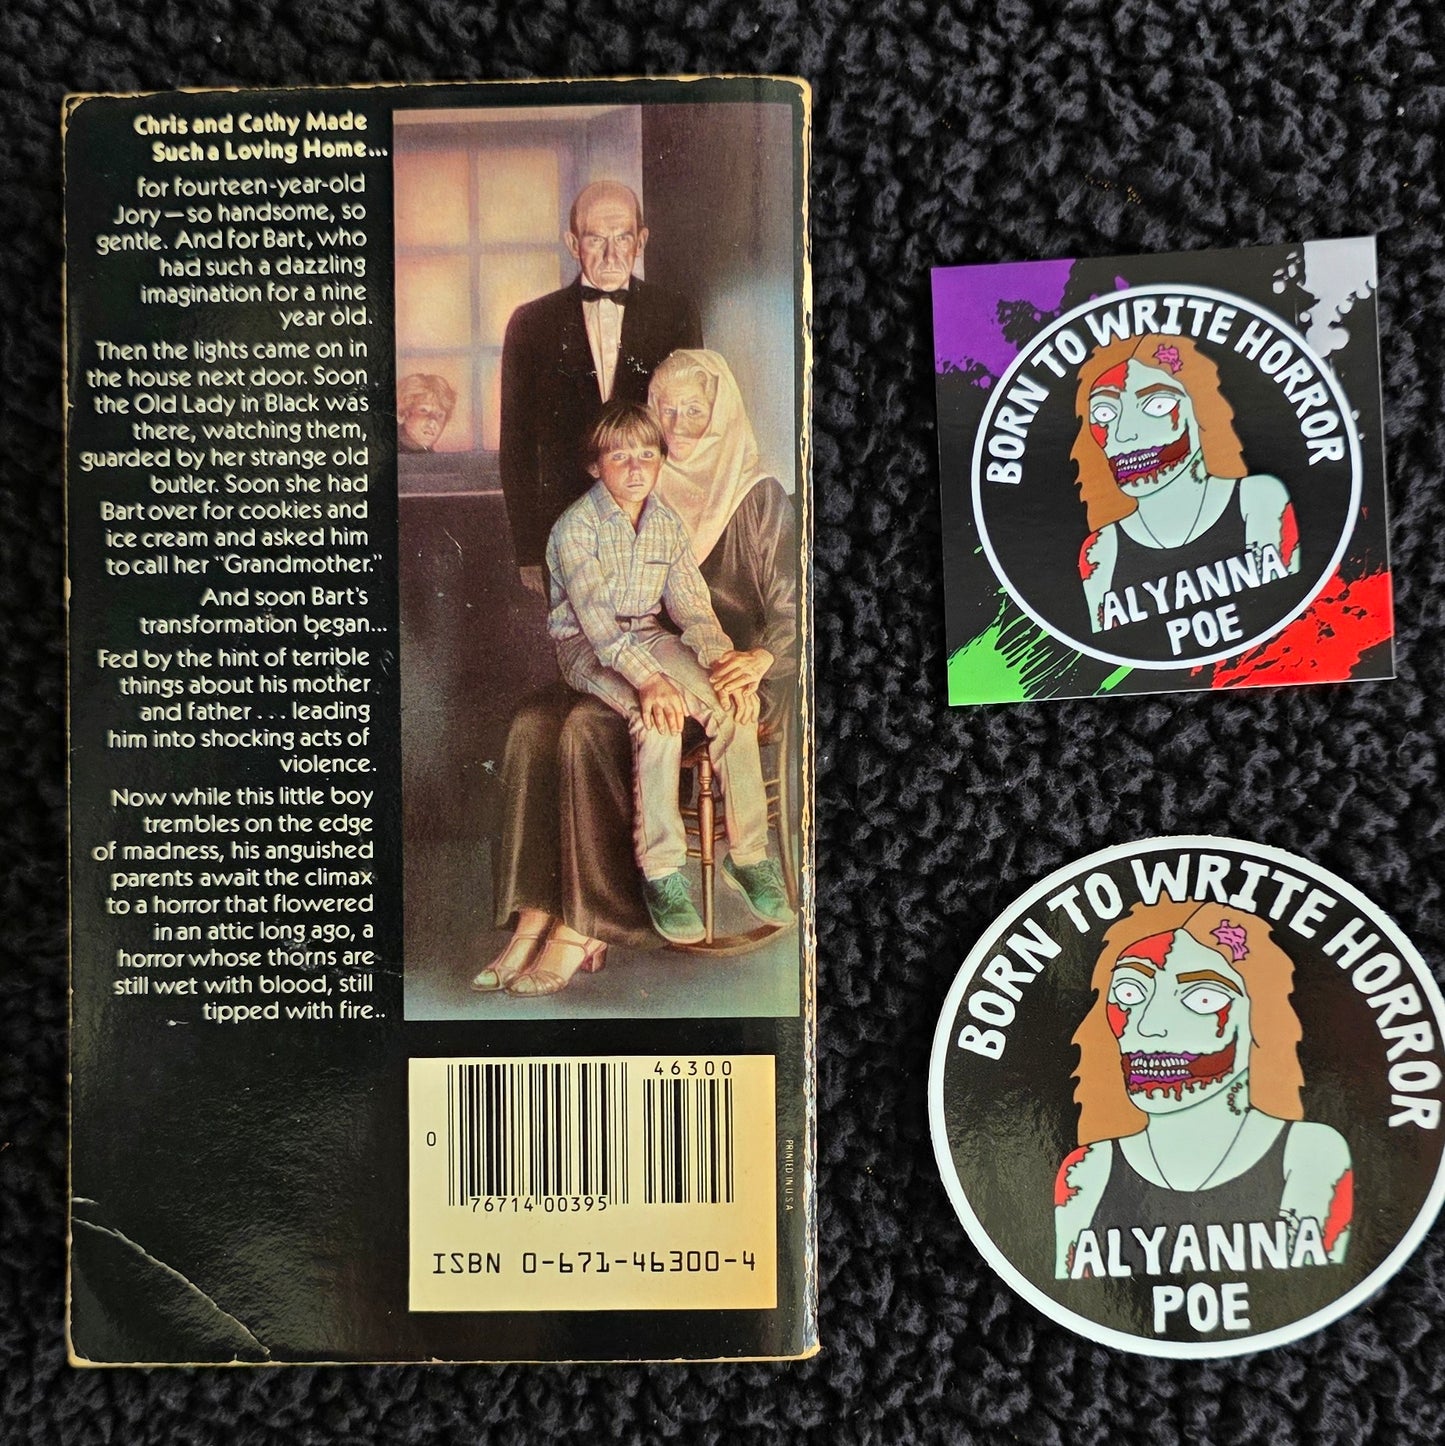 Chris and Cathy Made
Such a Loving Home...
for fourteen-year-old
Jory—so handsome, so
gentle. And for Bart, who
had such a dazzling
imagination for a nine
year old.
Then the lights came on in
the house next door. Soon
the Old Lady in Black was
there, watching them,
guarded by her strange old
butler. Soon she had
Bart over for cookies and
ice cream and asked him
to call her "Grandmother."
And soon Bart's
transformation began...
Fed by the hint of terrible
things about his mother
and father . . . leading
him into shocking acts of
violence.
Now while this little boy
trembles on the edge
of madness, his anguished
parents await the climax
to a horror that flowered
in an attic long ago, a
horror whose thorns are
still wet with blood, still
tipped with fire..
46300
0
76714 00395
ISBN 0-671-46300-4
PRINTED IN U.S.A.
BORN TO WRITE HORROR
ALYANNA
POE
BORN TO WRITE HORROR
ALYANNA
POE